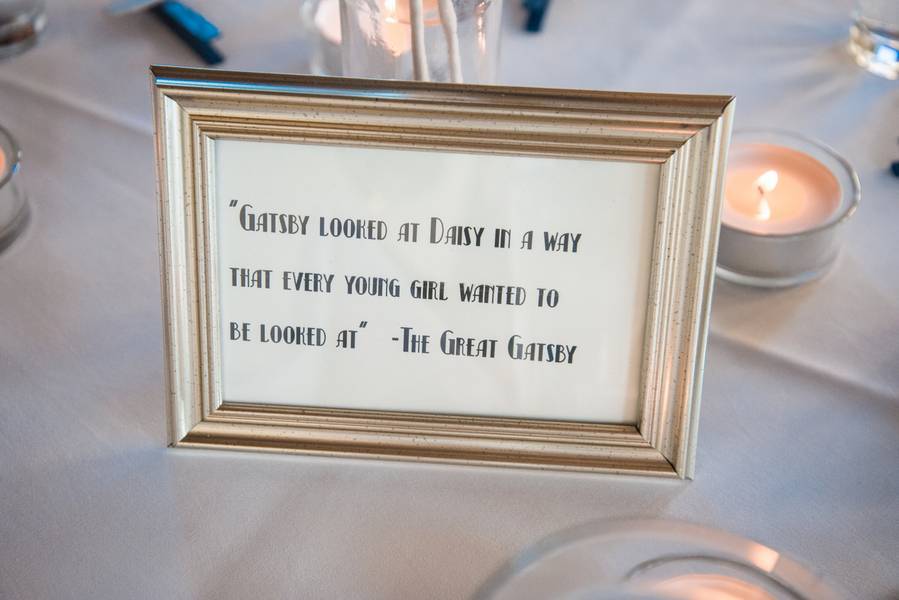 "Gatsby looked at Daisy in a way
that every young girl wanted to
be looked at" -The Great Gatsby